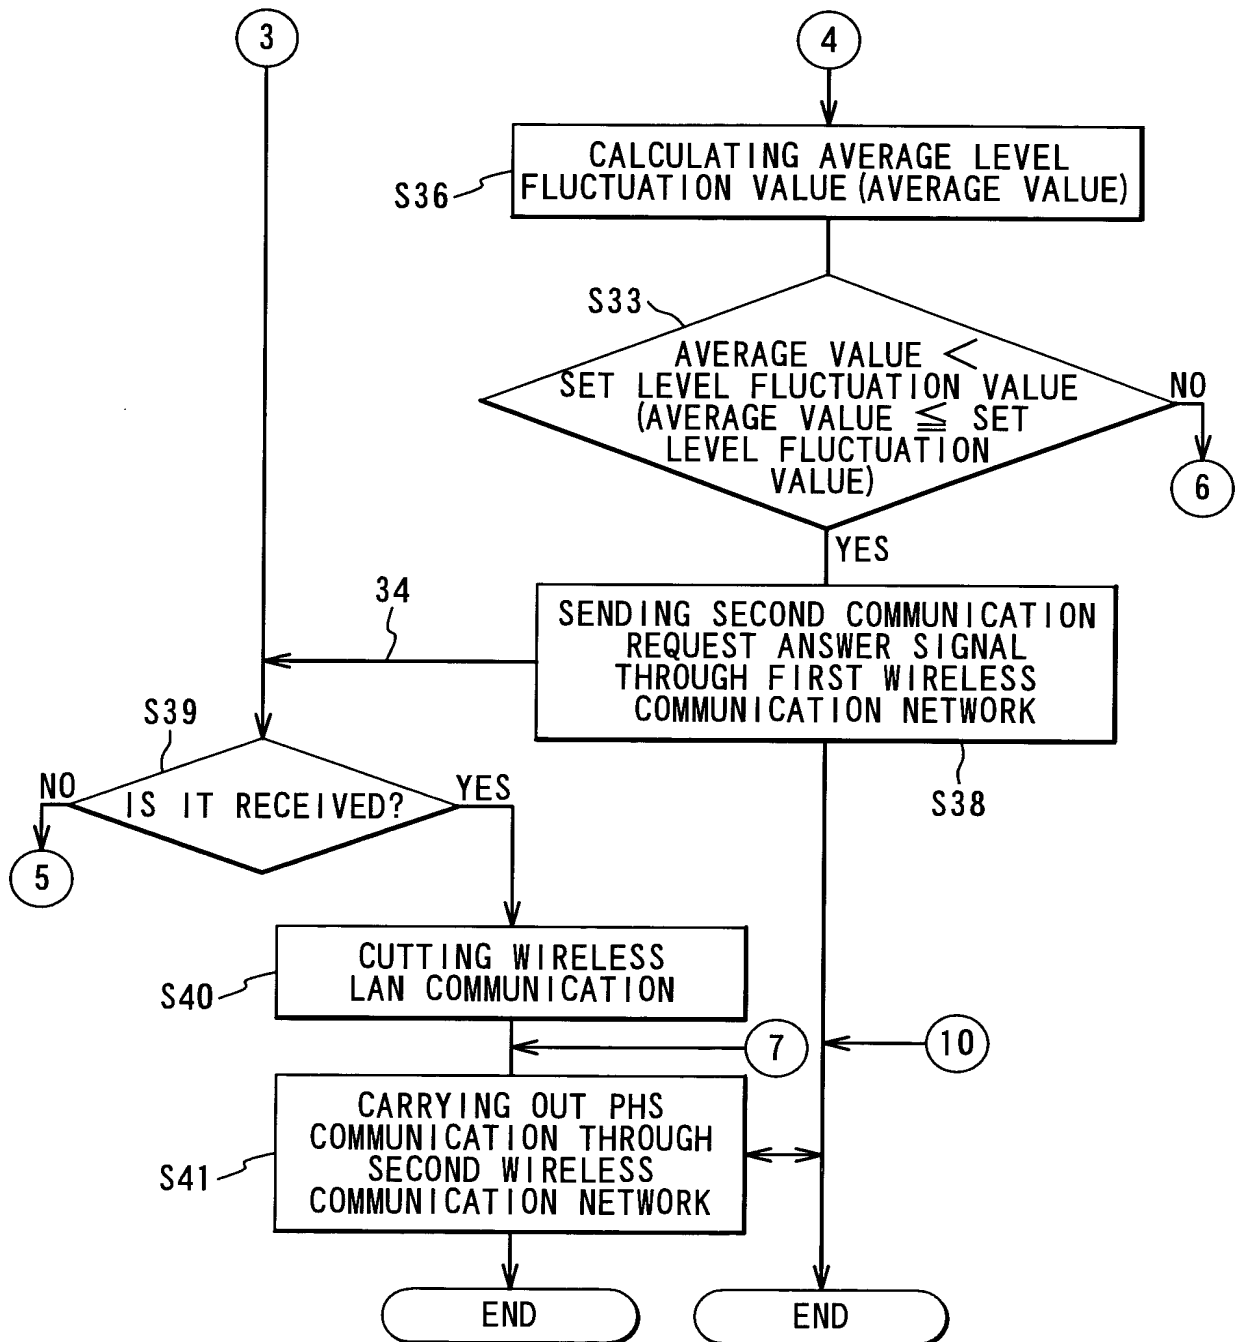 3
4
CALCULATING AVERAGE LEVEL
FLUCTUATION VALUE (AVERAGE VALUE)
S36
S33
AVERAGE VALUE <
SET LEVEL FLUCTUATION VALUE
(AVERAGE VALUE ≦ SET
LEVEL FLUCTUATION
VALUE)
NO
6
YES
34
SENDING SECOND COMMUNICATION
REQUEST ANSWER SIGNAL
THROUGH FIRST WIRELESS
COMMUNICATION NETWORK
S38
S39
NO
IS IT RECEIVED?
YES
5
CUTTING WIRELESS
LAN COMMUNICATION
S40
7
10
CARRYING OUT PHS
COMMUNICATION THROUGH
SECOND WIRELESS
COMMUNICATION NETWORK
S41
END
END